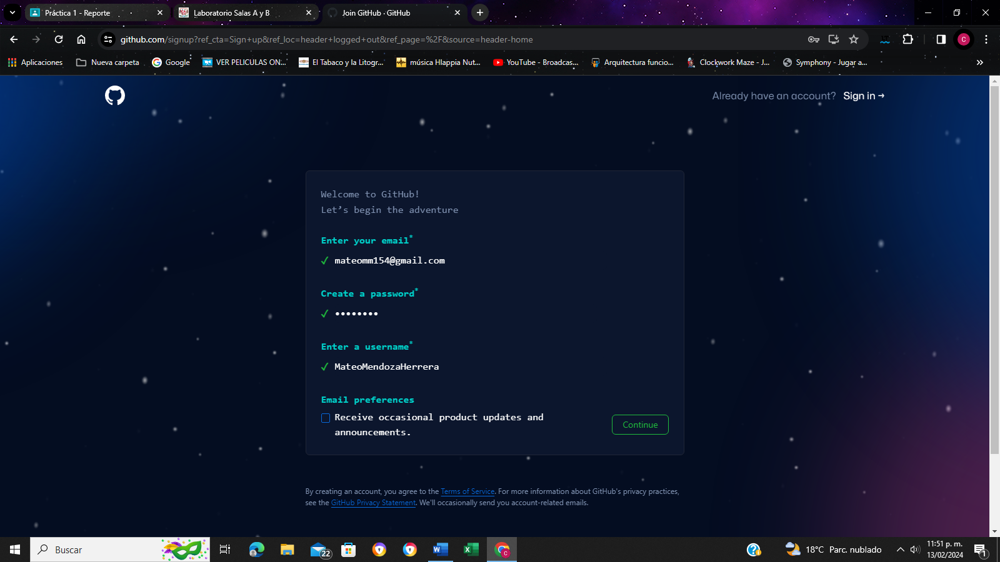 Práctica 1 - Reporte
Laboratorio Salas A y B
Join GitHub · GitHub
github.com/signup?ref_cta=Sign+up&ref_loc=header+logged+out&ref_page=%2F&source=header-home
C
Aplicaciones
Nueva carpeta
Google
VER PELICULAS ON...
El Tabaco y la Litogr...
música Hlappia Nut...
YouTube - Broadcas...
Arquitectura funcio...
Clockwork Maze - J...
Symphony - Jugar a...
Already have an account? Sign in →
Welcome to GitHub!
Let’s begin the adventure
Enter your email*
✓ mateomm154@gmail.com
Create a password*
✓ ••••••••
Enter a username*
✓ MateoMendozaHerrera
Email preferences
Receive occasional product updates and
announcements.
Continue
By creating an account, you agree to the Terms of Service. For more information about GitHub's privacy practices,
see the GitHub Privacy Statement. We'll occasionally send you account-related emails.
Buscar
22
18°C Parc. nublado
11:51 p. m.
13/02/2024
1